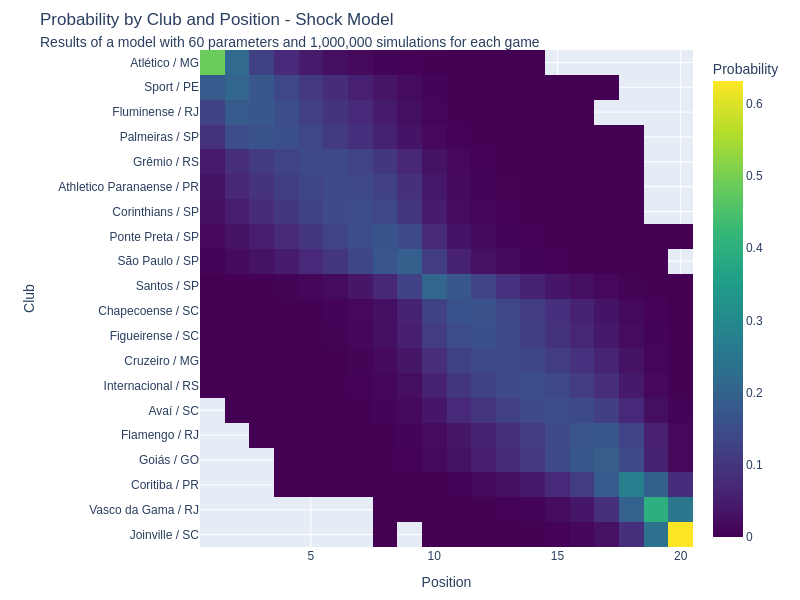 Probability by Club and Position - Shock Model
Results of a model with 60 parameters and 1,000,000 simulations for each game
Probability
Atlético / MG
Sport / PE
Fluminense / RJ
Palmeiras / SP
Grêmio / RS
Athletico Paranaense / PR
Corinthians / SP
Ponte Preta / SP
São Paulo / SP
Santos / SP
Chapecoense / SC
Figueirense / SC
Cruzeiro / MG
Internacional / RS
Avaí / SC
Flamengo / RJ
Goiás / GO
Coritiba / PR
Vasco da Gama / RJ
Joinville / SC
Club
5
10
15
20
Position
0.6
0.5
0.4
0.3
0.2
0.1
0